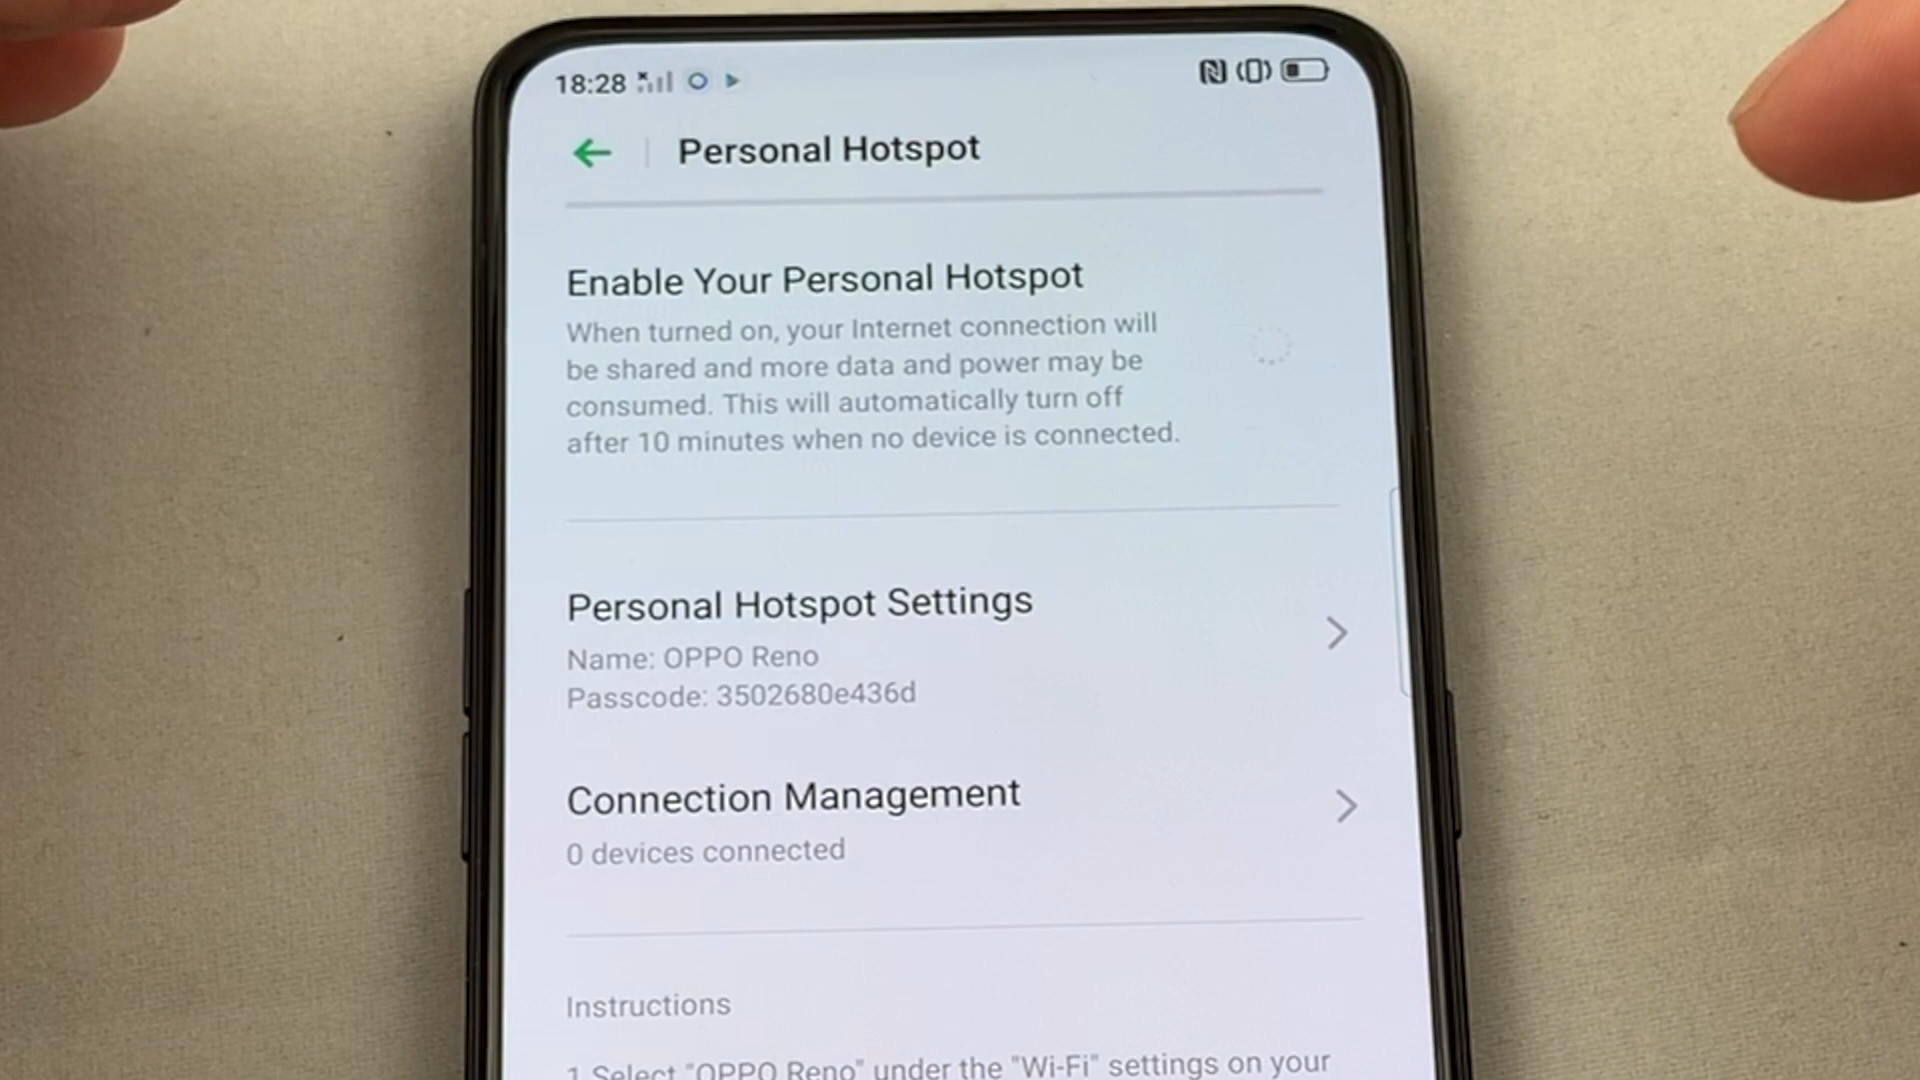 18:28
Personal Hotspot
Enable Your Personal Hotspot
When turned on, your Internet connection will
be shared and more data and power may be
consumed. This will automatically turn off
after 10 minutes when no device is connected.
Personal Hotspot Settings
Name: OPPO Reno
Passcode: 3502680e436d
Connection Management
0 devices connected
Instructions
1 Select "OPPO Reno" under the "Wi-Fi" settings on your